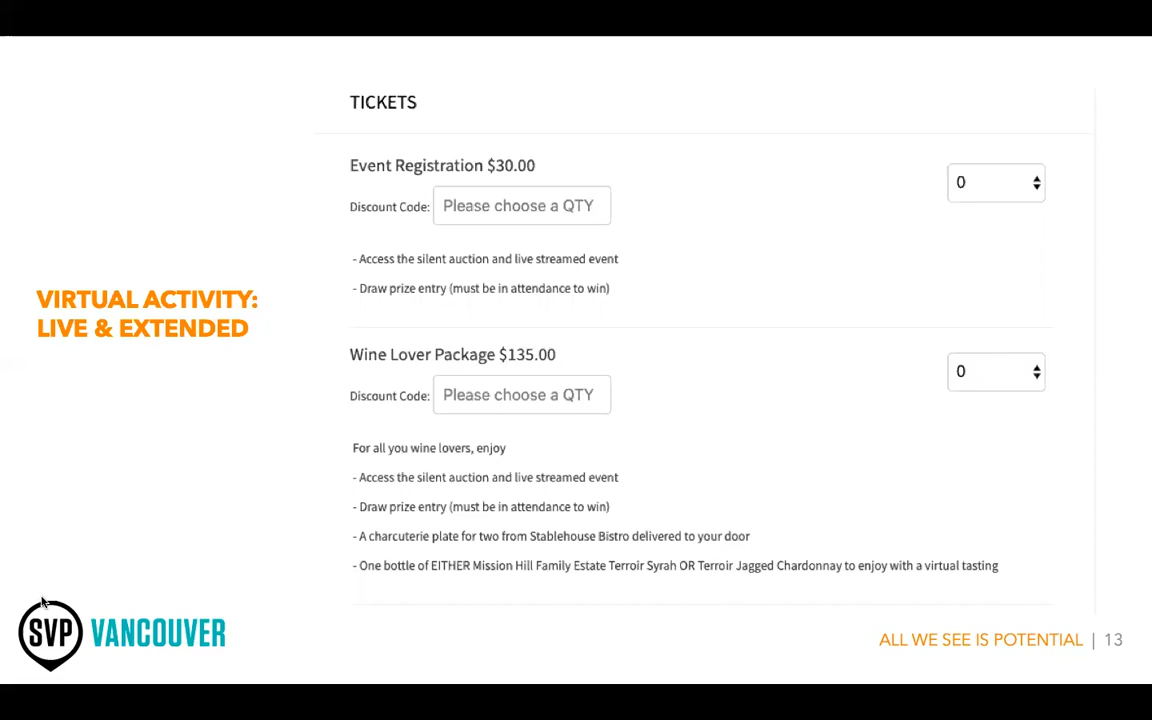 TICKETS
Event Registration $30.00
0
Discount Code: Please choose a QTY
- Access the silent auction and live streamed event
- Draw prize entry (must be in attendance to win)
VIRTUAL ACTIVITY:
LIVE & EXTENDED
Wine Lover Package $135.00
0
Discount Code: Please choose a QTY
For all you wine lovers, enjoy
- Access the silent auction and live streamed event
- Draw prize entry (must be in attendance to win)
- A charcuterie plate for two from Stablehouse Bistro delivered to your door
- One bottle of EITHER Mission Hill Family Estate Terroir Syrah OR Terroir Jagged Chardonnay to enjoy with a virtual tasting
SVP VANCOUVER
ALL WE SEE IS POTENTIAL | 13